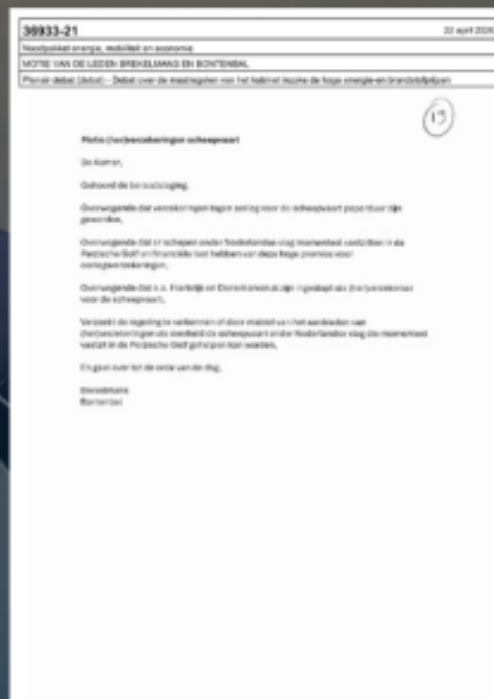 36933-21
22 april 2026
Noodpakket energie, mobiliteit en economie
MOTIE VAN DE LEDEN BREKELMANS EN BONTENBAL
Plenair debat (debat) - Debat over de maatregelen van het kabinet inzake de hoge energie-en brandstofprijzen
19
Motie (her)verzekeringen scheepvaart
De Kamer,
Gehoord de beraadslaging,
Overwegende dat verzekeringen tegen oorlog voor de scheepvaart peperduur zijn
geworden,
Overwegende dat er schepen onder Nederlandse vlag momenteel vastzitten in de
Perzische Golf en financiële last hebben van deze hoge premies voor
oorlogsverzekeringen,
Overwegende dat o.a. Frankrijk en Denemarken al zijn ingestapt als (her)verzekeraar
voor de scheepvaart,
Verzoekt de regering te verkennen of door middel van het aanbieden van
(her)verzekeringen als overheid de scheepvaart onder Nederlandse vlag die momenteel
vastzit in de Perzische Golf geholpen kan worden,
En gaat over tot de orde van de dag,
Brekelmans
Bontenbal